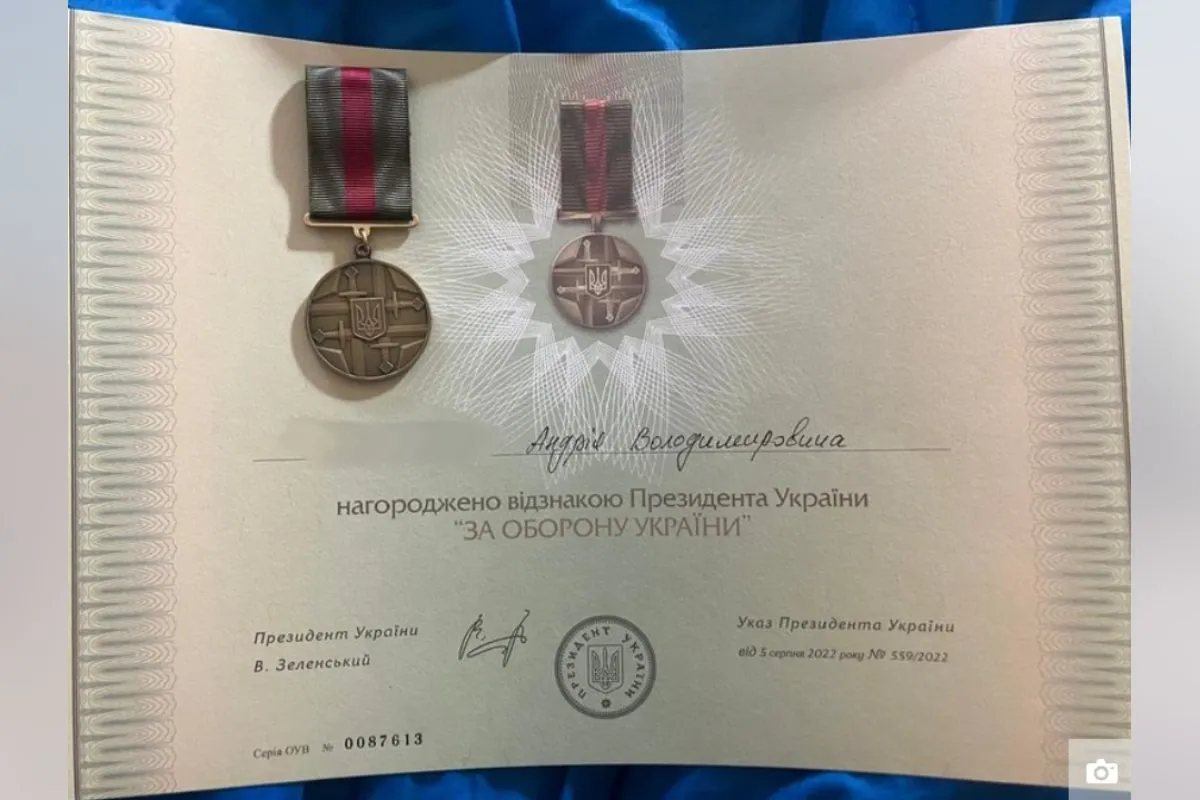 Андрія Володимировича
нагороджено відзнакою Президента України
"ЗА ОБОРОНУ УКРАЇНИ"
Президент України
В. Зеленський
ПРЕЗИДЕНТ УКРАЇНИ
Указ Президента України
від 5 серпня 2022 року № 559/2022
Серія ОУВ № 0087613